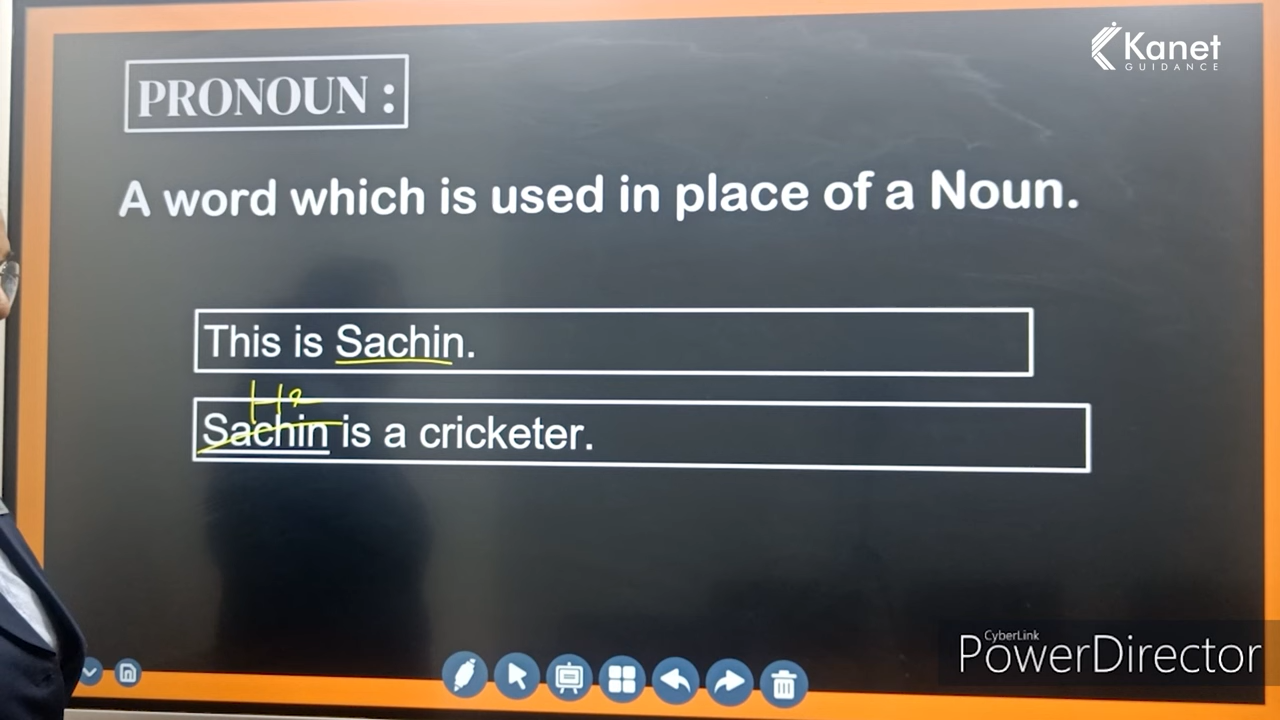 Kanet
GUIDANCE
PRONOUN :
A word which is used in place of a Noun.
This is Sachin.
He
Sachin is a cricketer.
CyberLink
PowerDirector